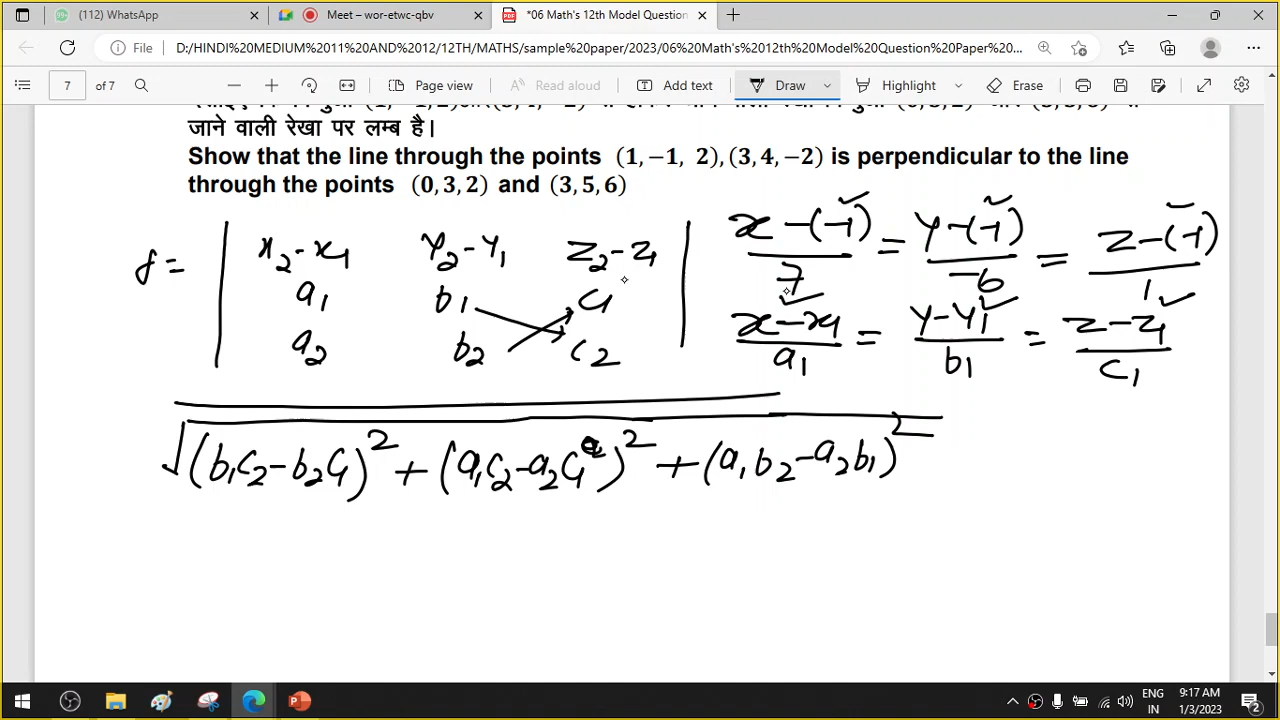 (112) WhatsApp
Meet – wor-etwc-qbv
*06 Math's 12th Model Question
File
D:/HINDI%20MEDIUM%2011%20AND%2012/12TH/MATHS/sample%20paper/2023/06%20Math's%2012th%20Model%20Question%20Paper%20...
7 of 7
Page view
Read aloud
Add text
Draw
Highlight
Erase
जाने वाली रेखा पर लम्ब है।
Show that the line through the points (1, −1, 2), (3, 4, −2) is perpendicular to the line
through the points (0, 3, 2) and (3, 5, 6)
x₂−x₁ y₂−y₁ z₂−z₁
a₁ b₁ c₁
a₂ b₂ c₂
√(b₁c₂−b₂c₁)²+(a₁c₂−a₂c₁)²+(a₁b₂−a₂b₁)²
x−(−1)/7 = y−(−1)/−6 = z−(−1)/1
x−x₁/a₁ = y−y₁/b₁ = z−z₁/c₁
ENG
IN
9:17 AM
1/3/2023
2